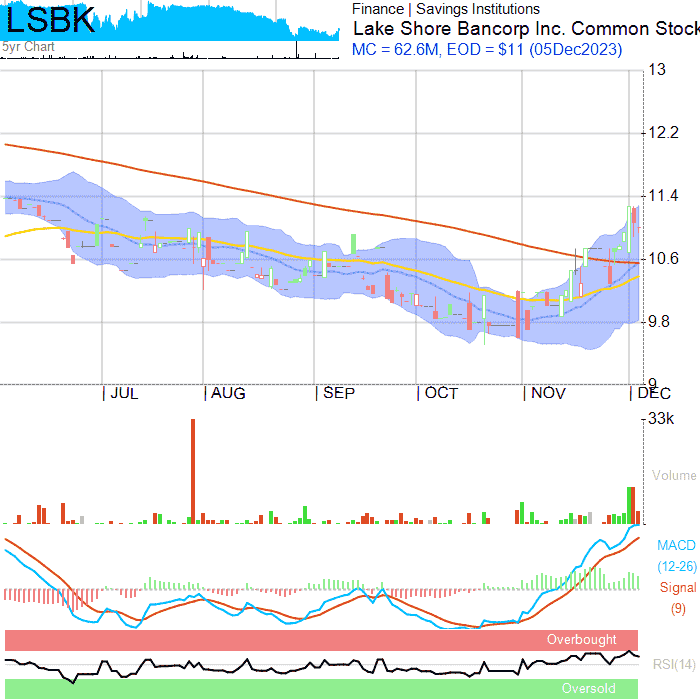 LSBK
5yr Chart
Finance | Savings Institutions
Lake Shore Bancorp Inc. Common Stock
MC = 62.6M, EOD = $11 (05Dec2023)
13
12.2
11.4
10.6
9.8
9
| JUL | AUG | SEP | OCT | NOV | DEC
33k
Volume
MACD
(12-26)
Signal
(9)
Overbought
RSI(14)
Oversold